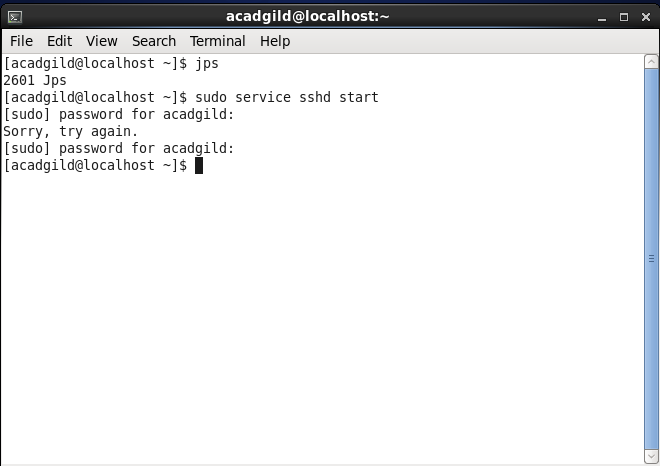 acadgild@localhost:~
File Edit View Search Terminal Help
[acadgild@localhost ~]$ jps
2601 Jps
[acadgild@localhost ~]$ sudo service sshd start
[sudo] password for acadgild:
Sorry, try again.
[sudo] password for acadgild:
[acadgild@localhost ~]$